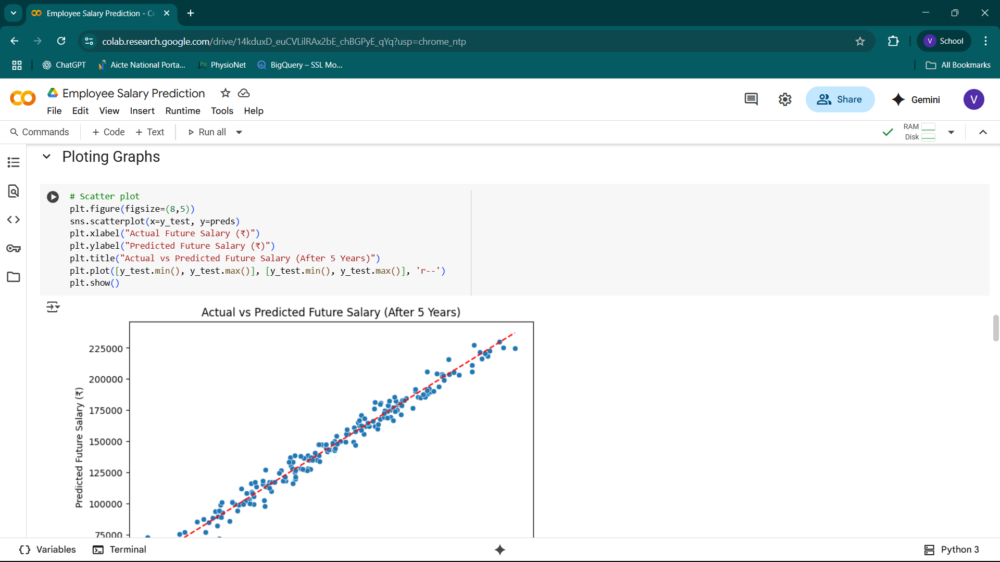 Employee Salary Prediction - Co
colab.research.google.com/drive/14kduxD_euCVLilRAx2bE_chBGPyE_qYq?usp=chrome_ntp
V School
ChatGPT
Aicte National Porta...
PhysioNet
BigQuery – SSL Mo...
All Bookmarks
Employee Salary Prediction
File Edit View Insert Runtime Tools Help
Share
Gemini
V
Commands
+ Code + Text
Run all
RAM
Disk
Ploting Graphs
# Scatter plot
plt.figure(figsize=(8,5))
sns.scatterplot(x=y_test, y=preds)
plt.xlabel("Actual Future Salary (₹)")
plt.ylabel("Predicted Future Salary (₹)")
plt.title("Actual vs Predicted Future Salary (After 5 Years)")
plt.plot([y_test.min(), y_test.max()], [y_test.min(), y_test.max()], 'r--')
plt.show()
Actual vs Predicted Future Salary (After 5 Years)
Predicted Future Salary (₹)
225000
200000
175000
150000
125000
100000
75000
Variables
Terminal
Python 3